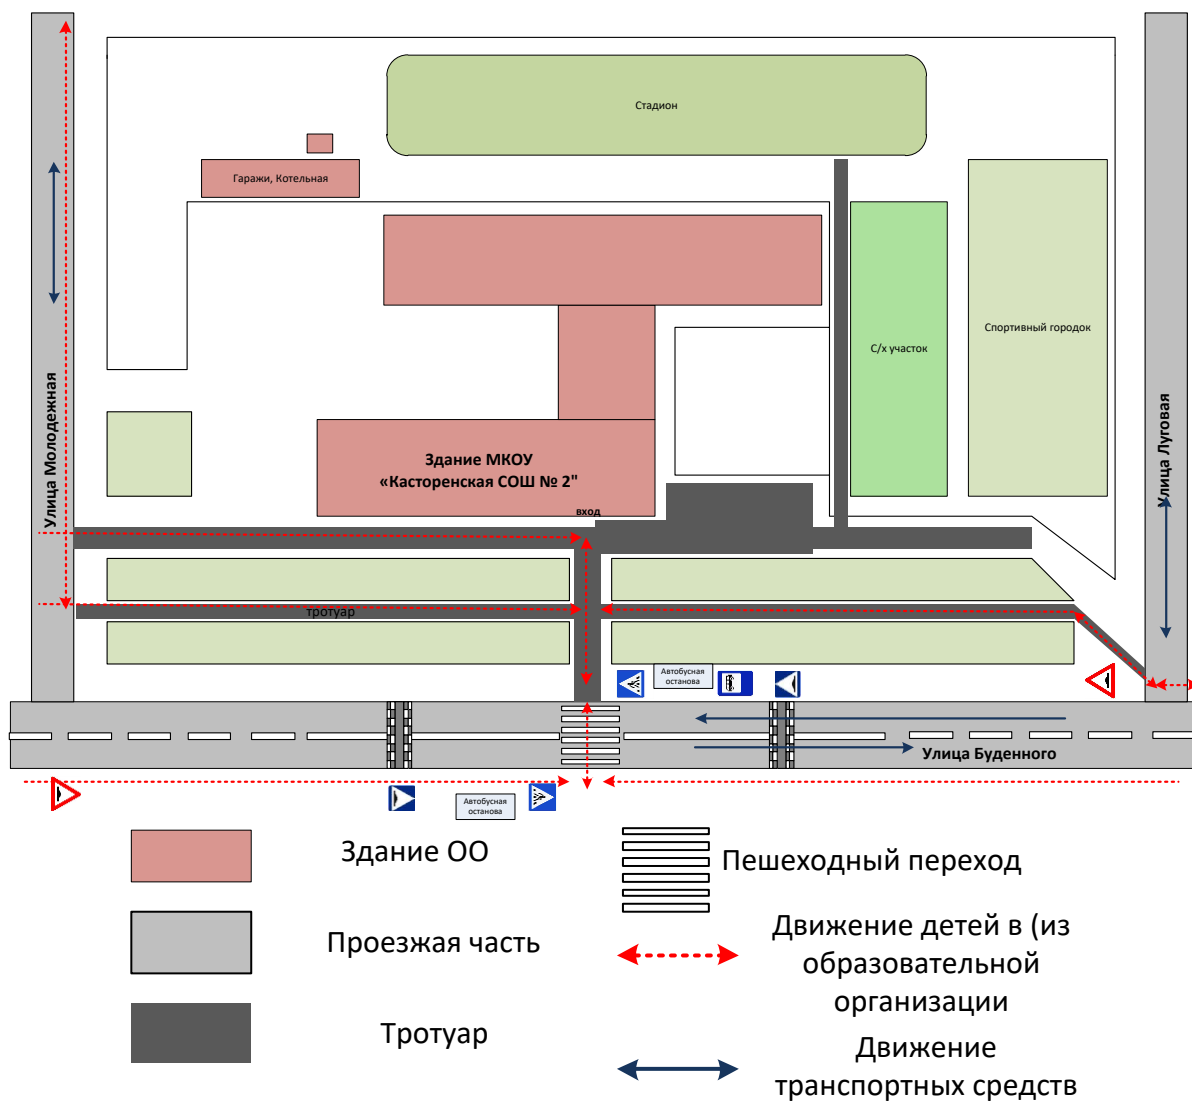 Стадион
Гаражи, Котельная
Спортивный городок
С/х участок
Улица Молодежная
Улица Луговая
Здание МКОУ
«Касторенская СОШ № 2"
вход
тротуар
Автобусная
останова
Улица Буденного
Автобусная
останова
Здание ОО
Пешеходный переход
Проезжая часть
Движение детей в (из
образовательной
организации
Тротуар
Движение
транспортных средств